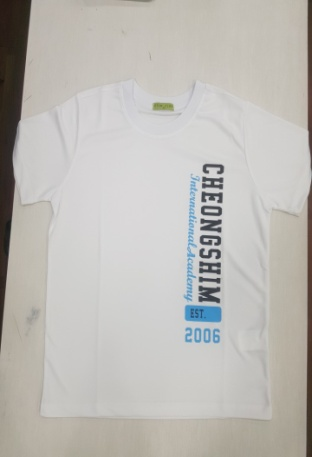 CHEONGSHIM
International Academy
EST.
2006